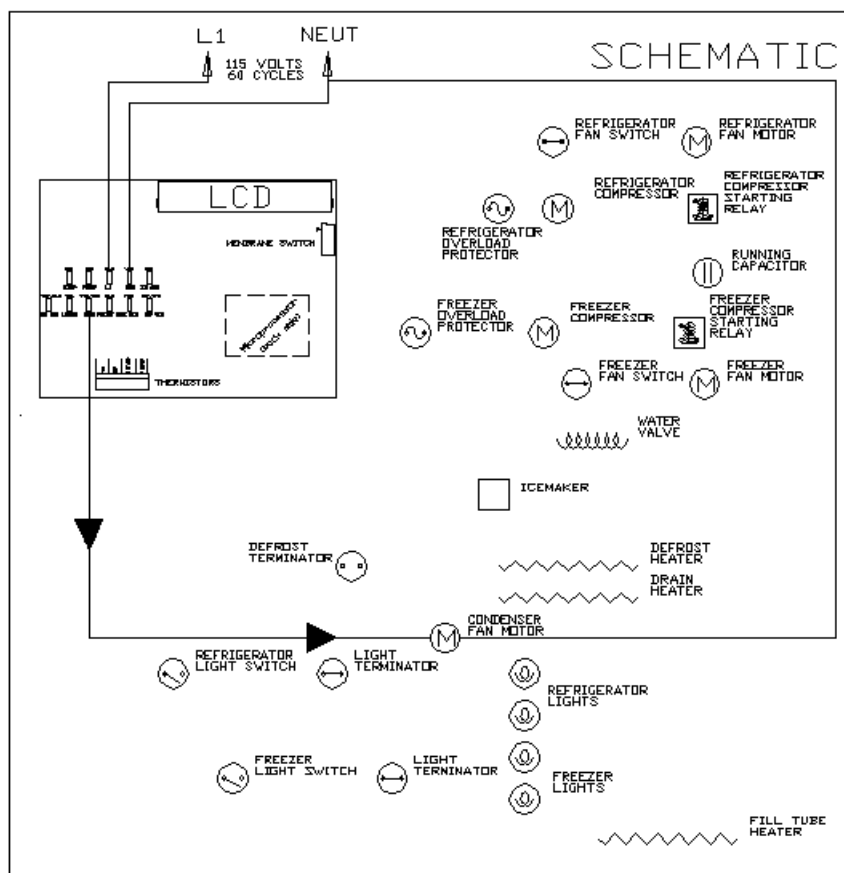 L1
NEUT
115 VOLTS
60 CYCLES
SCHEMATIC
REFRIGERATOR
FAN SWITCH
REFRIGERATOR
FAN MOTOR
LCD
REFRIGERATOR
COMPRESSOR
REFRIGERATOR
COMPRESSOR
STARTING
RELAY
MENBRANE SWITCH
REFRIGERATOR
OVERLOAD
PROTECTOR
RUNNING
CAPACITOR
FREEZER
OVERLOAD
PROTECTOR
FREEZER
COMPRESSOR
FREEZER
COMPRESSOR
STARTING
RELAY
Microprocessor
M
M
M
M
THERMISTORS
FREEZER
FAN SWITCH
FREEZER
FAN MOTOR
WATER
VALVE
ICEMAKER
DEFROST
TERMINATOR
DEFROST
HEATER
DRAIN
HEATER
CONDENSER
FAN MOTOR
M
REFRIGERATOR
LIGHT SWITCH
LIGHT
TERMINATOR
REFRIGERATOR
LIGHTS
FREEZER
LIGHT SWITCH
LIGHT
TERMINATOR
FREEZER
LIGHTS
FILL TUBE
HEATER